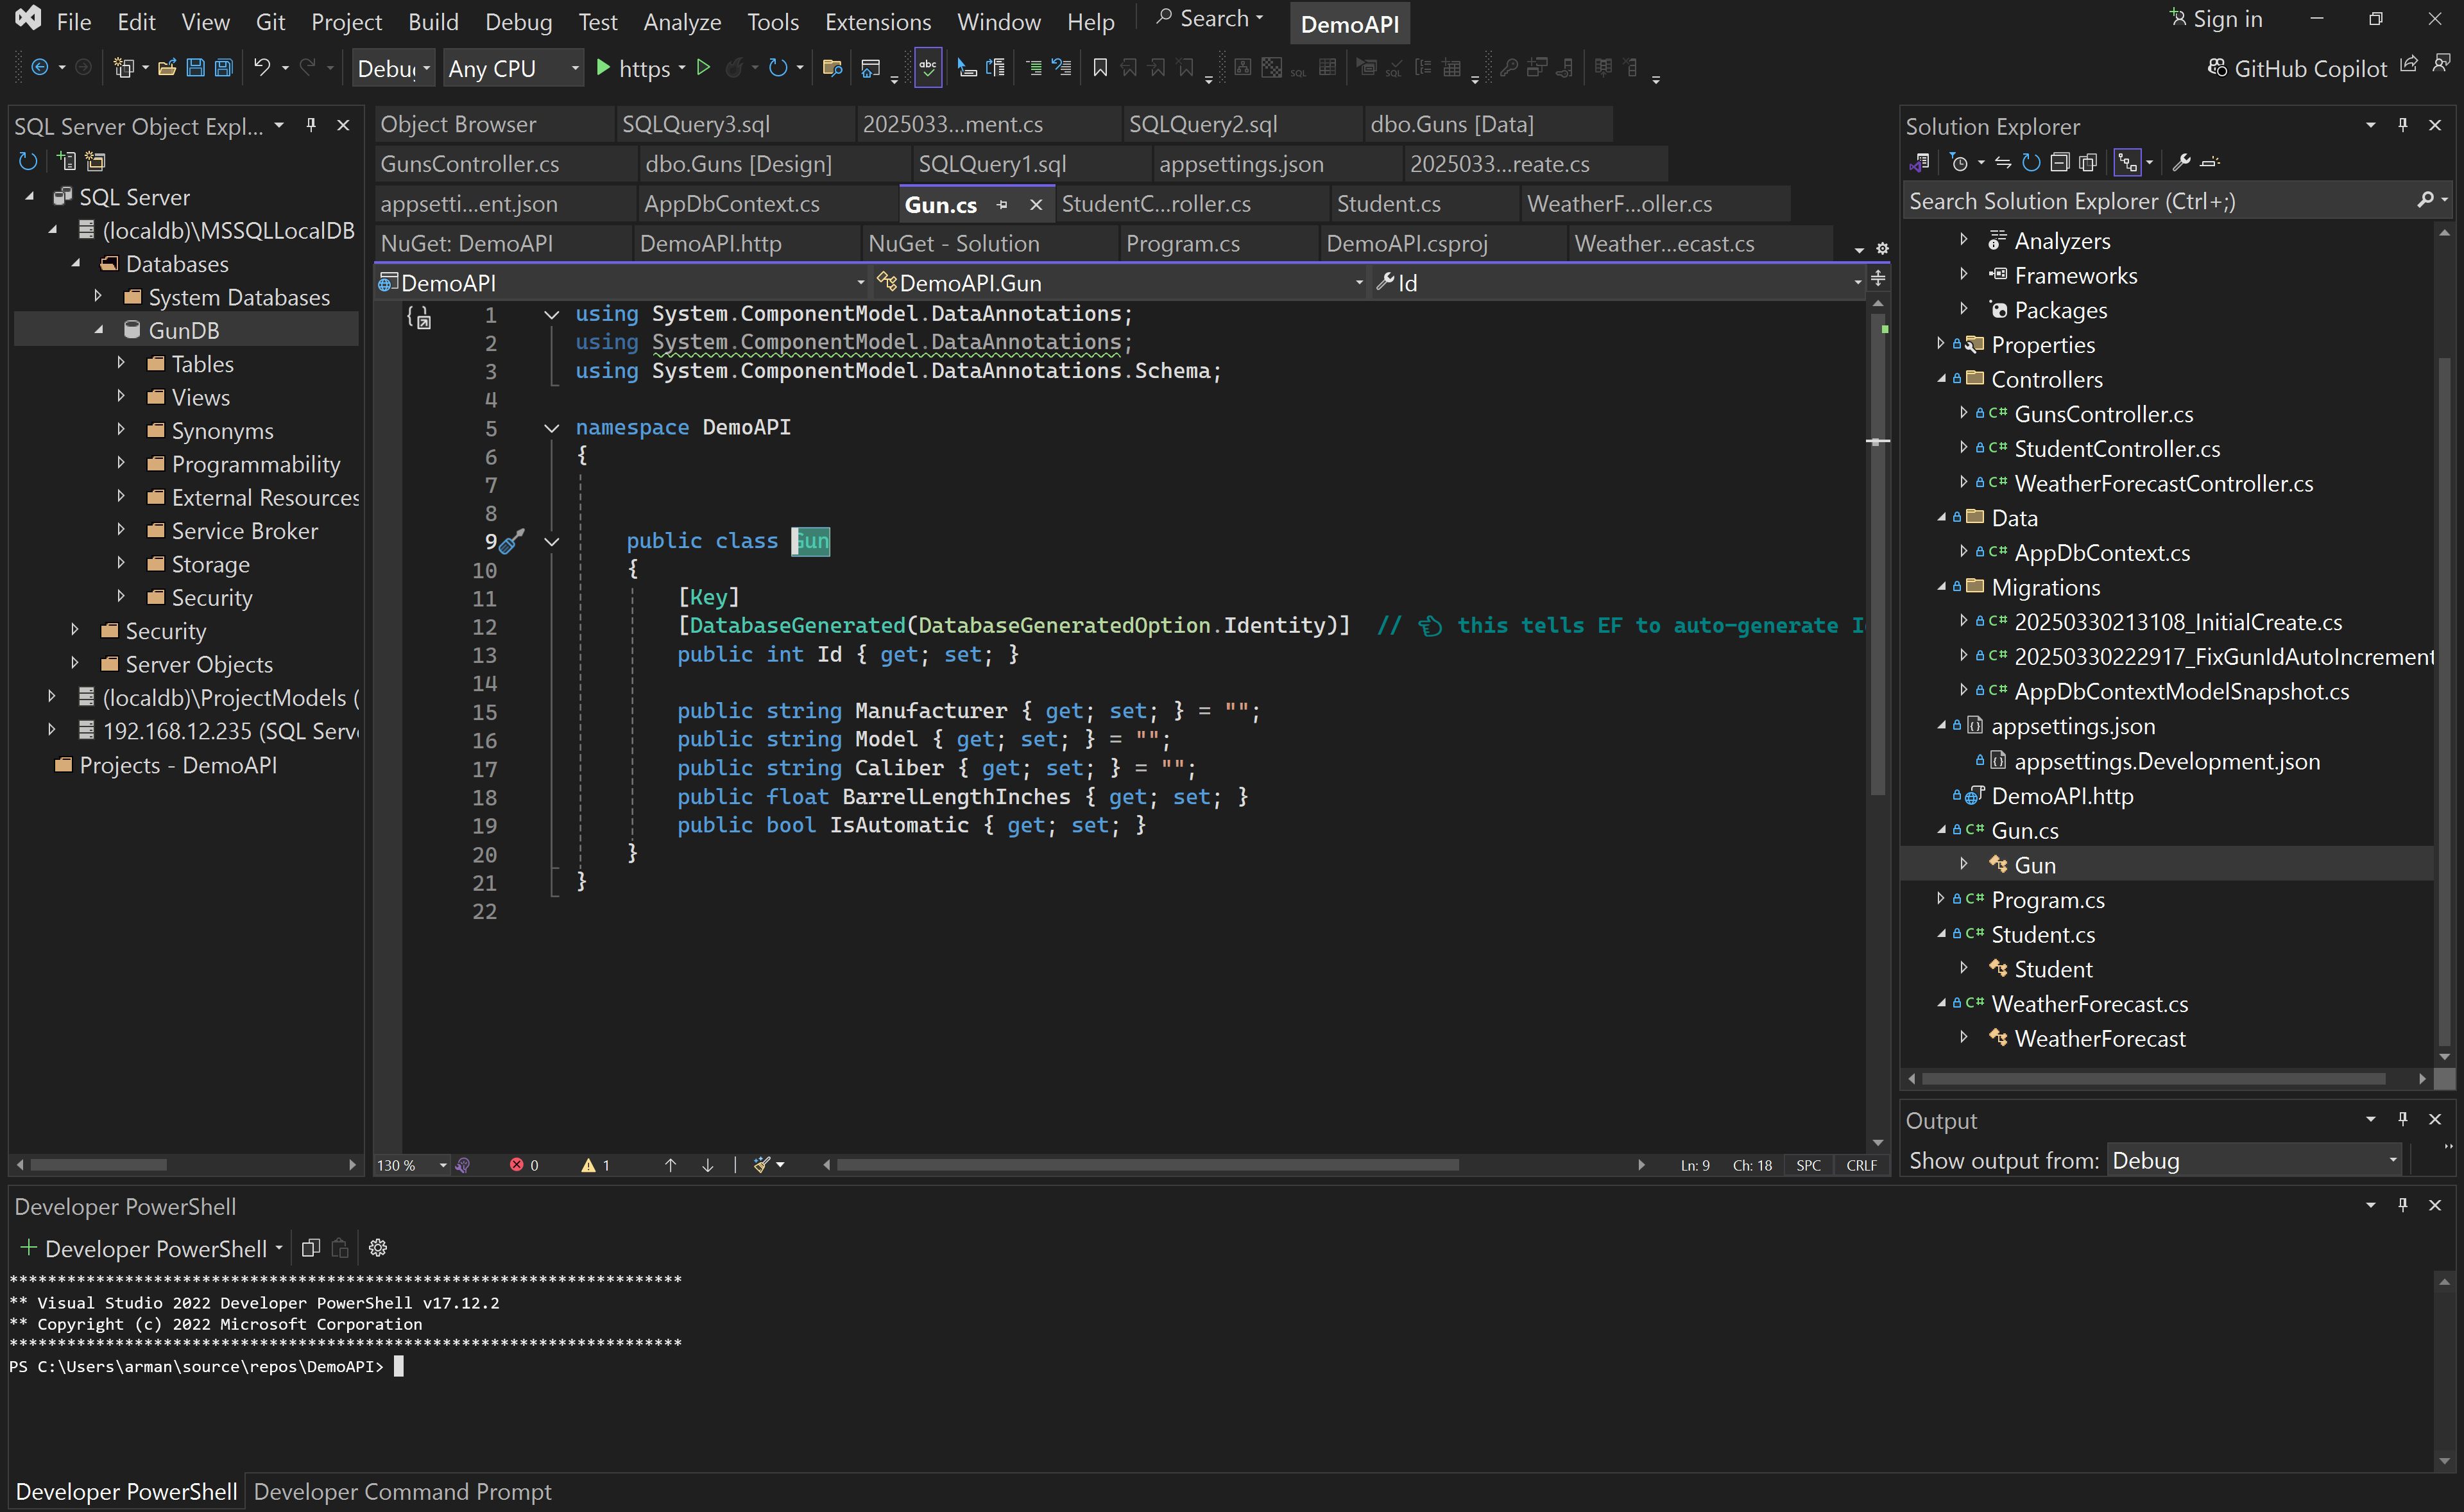 File Edit View Git Project Build Debug Test Analyze Tools Extensions Window Help Search DemoAPI Sign in
Debug Any CPU https abc GitHub Copilot
SQL Server Object Expl...
SQL Server
(localdb)\MSSQLLocalDB
Databases
System Databases
GunDB
Tables
Views
Synonyms
Programmability
External Resources
Service Broker
Storage
Security
Security
Server Objects
(localdb)\ProjectModels (
192.168.12.235 (SQL Serv
Projects - DemoAPI
Object Browser SQLQuery3.sql 2025033...ment.cs SQLQuery2.sql dbo.Guns [Data]
GunsController.cs dbo.Guns [Design] SQLQuery1.sql appsettings.json 2025033...reate.cs
appsetti...ent.json AppDbContext.cs Gun.cs StudentC...roller.cs Student.cs WeatherF...oller.cs
NuGet: DemoAPI DemoAPI.http NuGet - Solution Program.cs DemoAPI.csproj Weather...ecast.cs
DemoAPI DemoAPI.Gun Id
1 using System.ComponentModel.DataAnnotations;
2 using System.ComponentModel.DataAnnotations;
3 using System.ComponentModel.DataAnnotations.Schema;
4
5 namespace DemoAPI
6 {
7
8
9 public class Gun
10 {
11 [Key]
12 [DatabaseGenerated(DatabaseGeneratedOption.Identity)] // 👈 this tells EF to auto-generate I
13 public int Id { get; set; }
14
15 public string Manufacturer { get; set; } = "";
16 public string Model { get; set; } = "";
17 public string Caliber { get; set; } = "";
18 public float BarrelLengthInches { get; set; }
19 public bool IsAutomatic { get; set; }
20 }
21 }
22
130 % 0 1 Ln: 9 Ch: 18 SPC CRLF
Solution Explorer
Search Solution Explorer (Ctrl+;)
Analyzers
Frameworks
Packages
Properties
Controllers
C# GunsController.cs
C# StudentController.cs
C# WeatherForecastController.cs
Data
C# AppDbContext.cs
Migrations
C# 20250330213108_InitialCreate.cs
C# 20250330222917_FixGunIdAutoIncrement
C# AppDbContextModelSnapshot.cs
appsettings.json
appsettings.Development.json
DemoAPI.http
C# Gun.cs
Gun
C# Program.cs
C# Student.cs
Student
C# WeatherForecast.cs
WeatherForecast
Output
Show output from: Debug
Developer PowerShell
+ Developer PowerShell
**********************************************************************
** Visual Studio 2022 Developer PowerShell v17.12.2
** Copyright (c) 2022 Microsoft Corporation
**********************************************************************
PS C:\Users\arman\source\repos\DemoAPI>
Developer PowerShell Developer Command Prompt